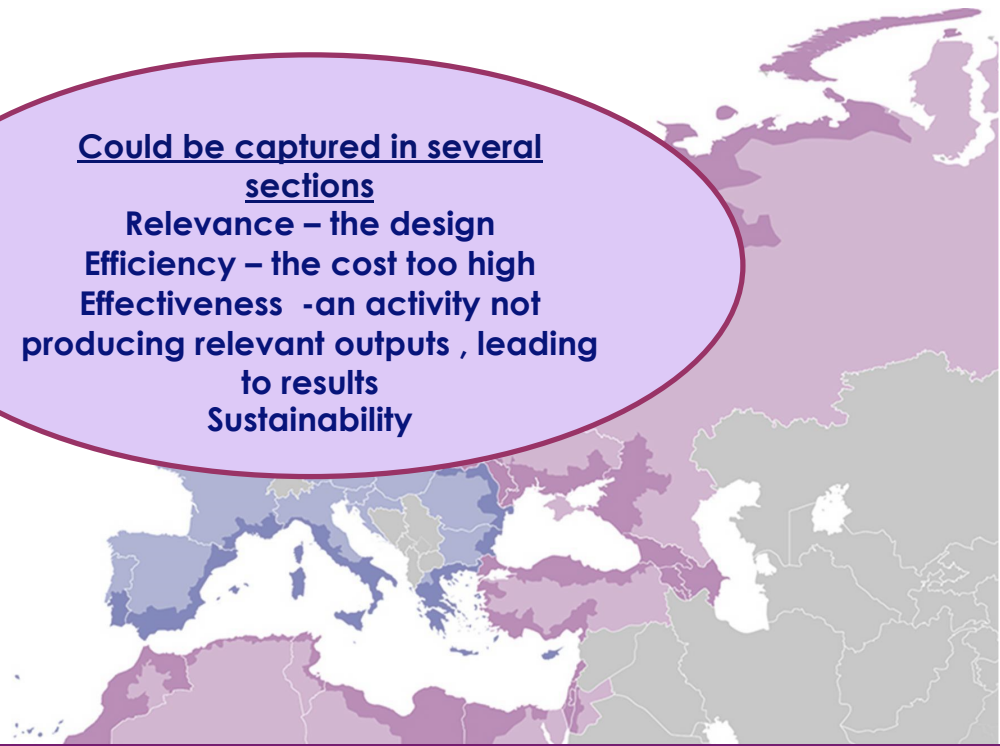 Could be captured in several
sections
Relevance – the design
Efficiency – the cost too high
Effectiveness -an activity not
producing relevant outputs , leading
to results
Sustainability